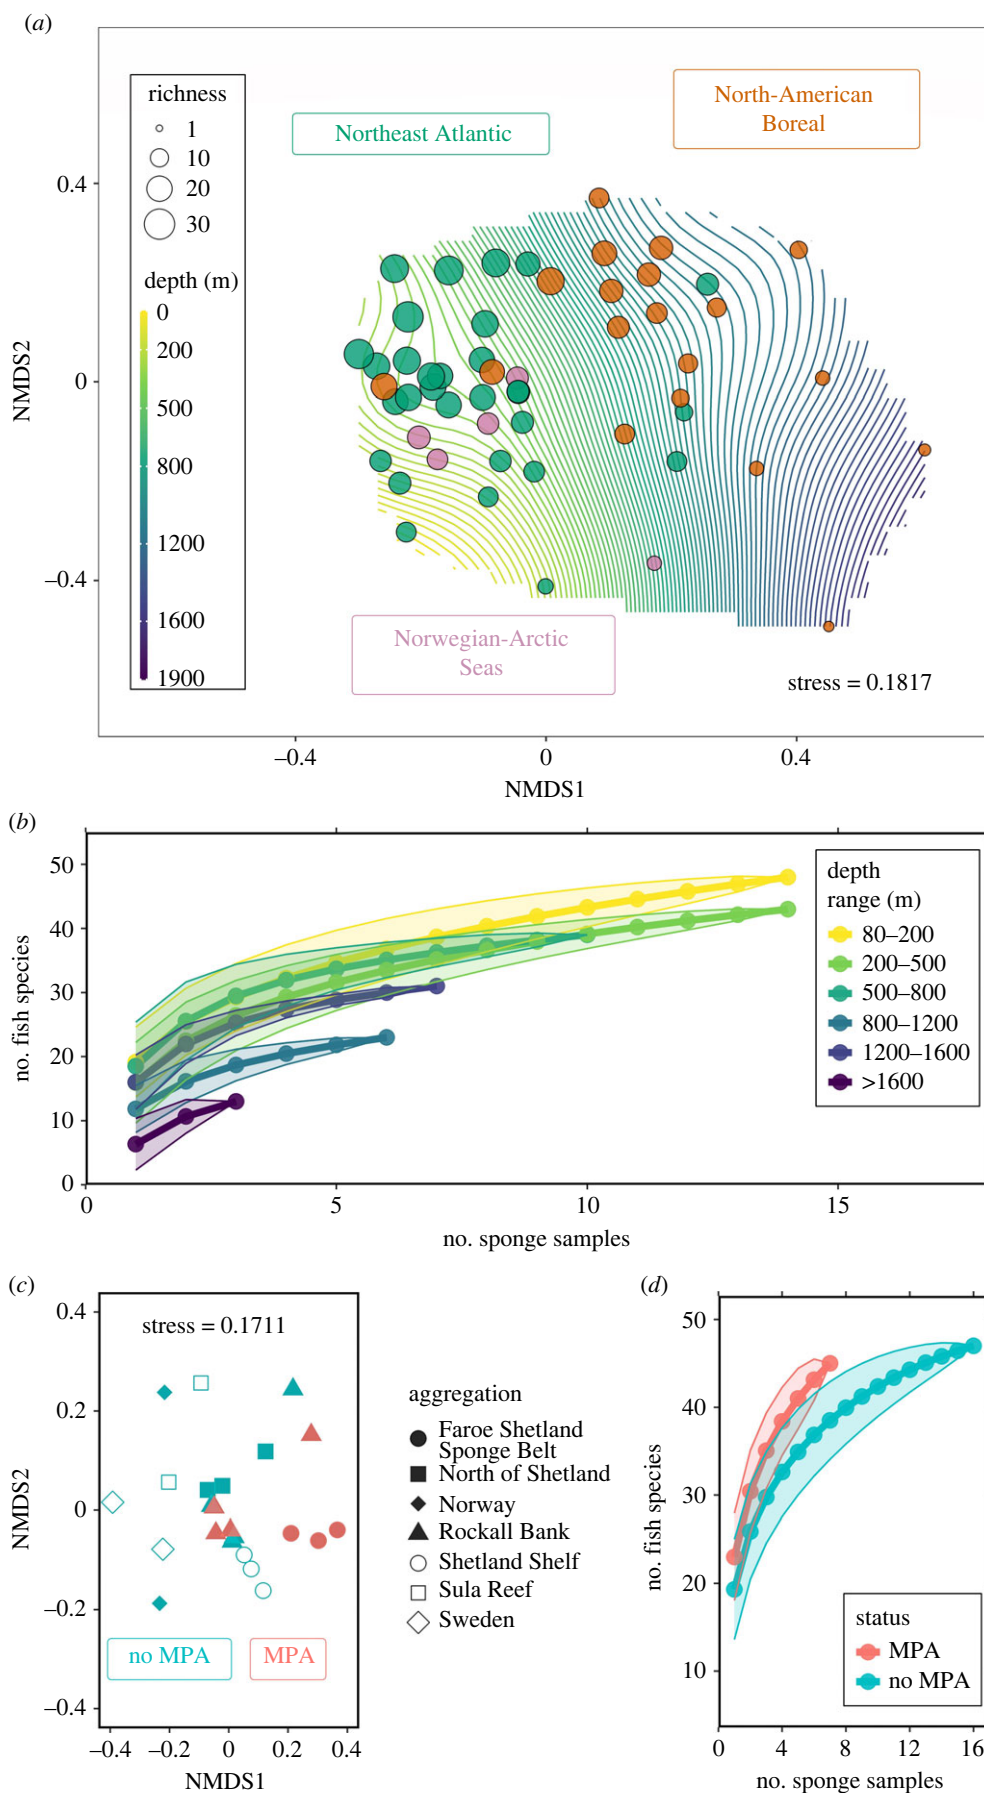 (a)
richness
1
10
20
30
depth (m)
0
200
500
800
1200
1600
1900
Northeast Atlantic
North-American
Boreal
Norwegian-Arctic
Seas
stress = 0.1817
0.4
0
–0.4
NMDS2
–0.4
0
0.4
NMDS1
(b)
50
40
30
20
10
0
no. fish species
0
5
10
15
no. sponge samples
depth
range (m)
80–200
200–500
500–800
800–1200
1200–1600
>1600
(c)
stress = 0.1711
0.4
0.2
0
–0.2
–0.4
NMDS2
no MPA
MPA
–0.4
–0.2
0
0.2
0.4
NMDS1
aggregation
Faroe Shetland
Sponge Belt
North of Shetland
Norway
Rockall Bank
Shetland Shelf
Sula Reef
Sweden
(d)
50
40
30
20
10
no. fish species
status
MPA
no MPA
0
4
8
12
16
no. sponge samples